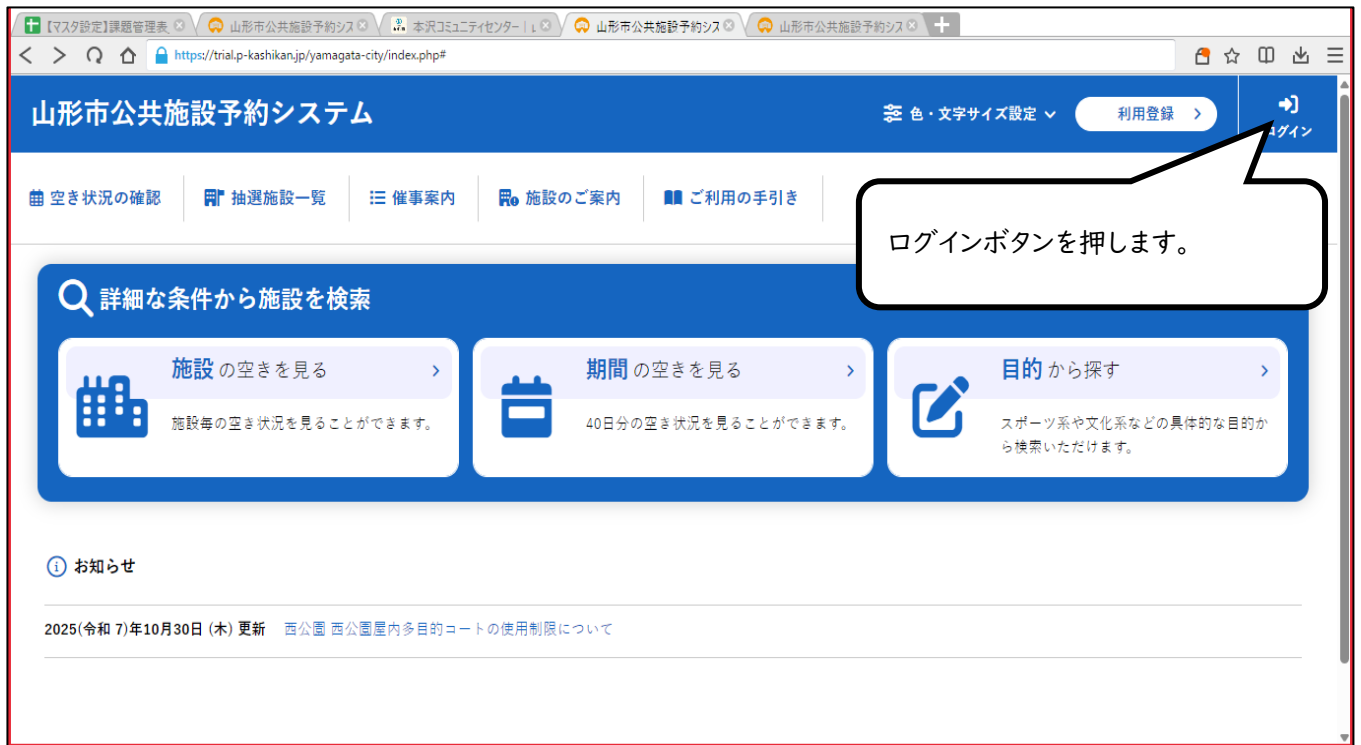 【マスタ設定】課題管理表
山形市公共施設予約シス
本沢コミュニティセンター｜
山形市公共施設予約シス
山形市公共施設予約シス
https://trial.p-kashikan.jp/yamagata-city/index.php#
山形市公共施設予約システム
色・文字サイズ設定
利用登録
ログイン
空き状況の確認
抽選施設一覧
催事案内
施設のご案内
ご利用の手引き
ログインボタンを押します。
詳細な条件から施設を検索
施設 の空きを見る
施設毎の空き状況を見ることができます。
期間 の空きを見る
40日分の空き状況を見ることができます。
目的 から探す
スポーツ系や文化系などの具体的な目的か
ら検索いただけます。
お知らせ
2025(令和 7)年10月30日 (木) 更新 西公園 西公園屋内多目的コートの使用制限について